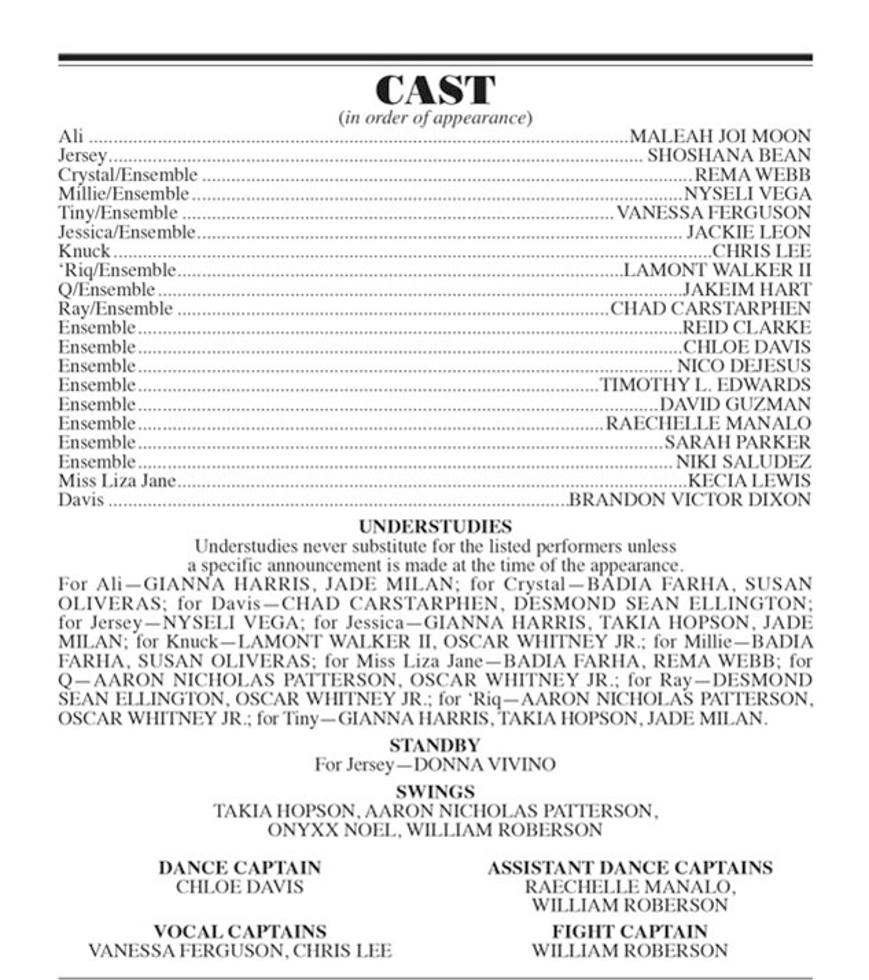 CAST
(in order of appearance)
Ali ........ MALEAH JOI MOON
Jersey ........ SHOSHANA BEAN
Crystal/Ensemble ........ REMA WEBB
Millie/Ensemble ........ NYSELI VEGA
Tiny/Ensemble ........ VANESSA FERGUSON
Jessica/Ensemble ........ JACKIE LEON
Knuck ........ CHRIS LEE
‘Riq/Ensemble ........ LAMONT WALKER II
Q/Ensemble ........ JAKEIM HART
Ray/Ensemble ........ CHAD CARSTARPHEN
Ensemble ........ REID CLARKE
Ensemble ........ CHLOE DAVIS
Ensemble ........ NICO DEJESUS
Ensemble ........ TIMOTHY L. EDWARDS
Ensemble ........ DAVID GUZMAN
Ensemble ........ RAECHELLE MANALO
Ensemble ........ SARAH PARKER
Ensemble ........ NIKI SALUDEZ
Miss Liza Jane ........ KECIA LEWIS
Davis ........ BRANDON VICTOR DIXON
UNDERSTUDIES
Understudies never substitute for the listed performers unless
a specific announcement is made at the time of the appearance.
For Ali—GIANNA HARRIS, JADE MILAN; for Crystal—BADIA FARHA, SUSAN
OLIVERAS; for Davis—CHAD CARSTARPHEN, DESMOND SEAN ELLINGTON;
for Jersey—NYSELI VEGA; for Jessica—GIANNA HARRIS, TAKIA HOPSON, JADE
MILAN; for Knuck—LAMONT WALKER II, OSCAR WHITNEY JR.; for Millie—BADIA
FARHA, SUSAN OLIVERAS; for Miss Liza Jane—BADIA FARHA, REMA WEBB; for
Q—AARON NICHOLAS PATTERSON, OSCAR WHITNEY JR.; for Ray—DESMOND
SEAN ELLINGTON, OSCAR WHITNEY JR.; for ‘Riq—AARON NICHOLAS PATTERSON,
OSCAR WHITNEY JR.; for Tiny—GIANNA HARRIS, TAKIA HOPSON, JADE MILAN.
STANDBY
For Jersey—DONNA VIVINO
SWINGS
TAKIA HOPSON, AARON NICHOLAS PATTERSON,
ONYXX NOEL, WILLIAM ROBERSON
DANCE CAPTAIN
CHLOE DAVIS
ASSISTANT DANCE CAPTAINS
RAECHELLE MANALO,
WILLIAM ROBERSON
VOCAL CAPTAINS
VANESSA FERGUSON, CHRIS LEE
FIGHT CAPTAIN
WILLIAM ROBERSON